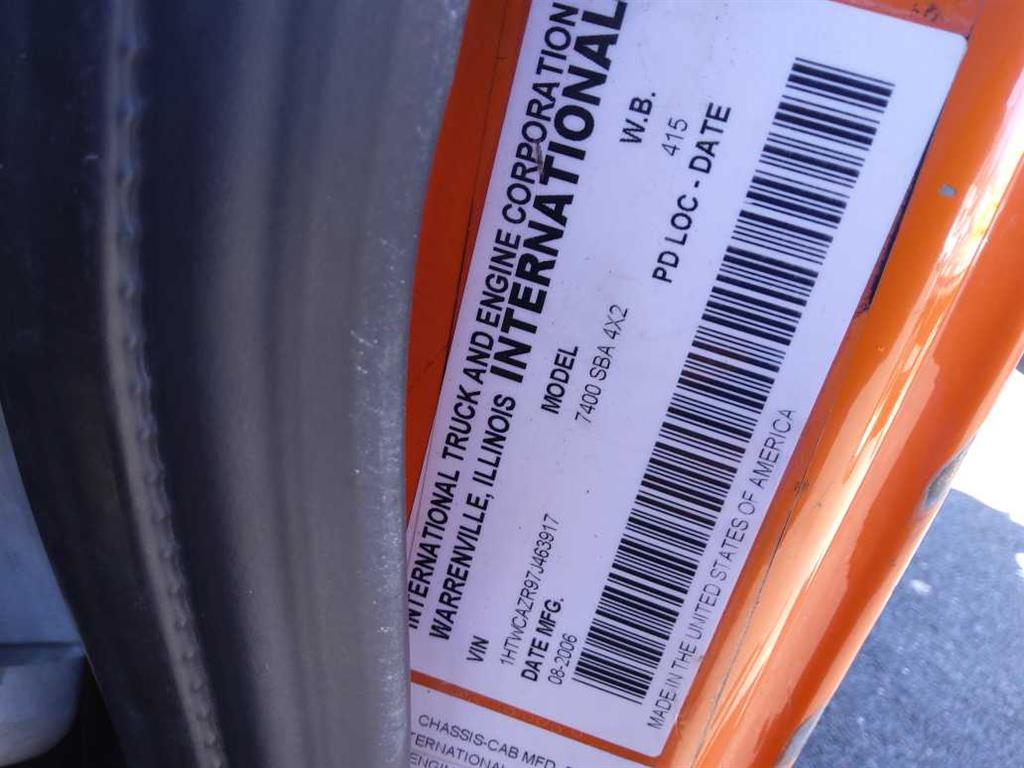 INTERNATIONAL TRUCK AND ENGINE CORPORATION
WARRENVILLE, ILLINOIS INTERNATIONAL
VIN MODEL W.B.
1HTWCAZR97J463917 7400 SBA 4X2 415
DATE MFG. PD LOC - DATE
08-2006
MADE IN THE UNITED STATES OF AMERICA
CHASSIS-CAB MFD.